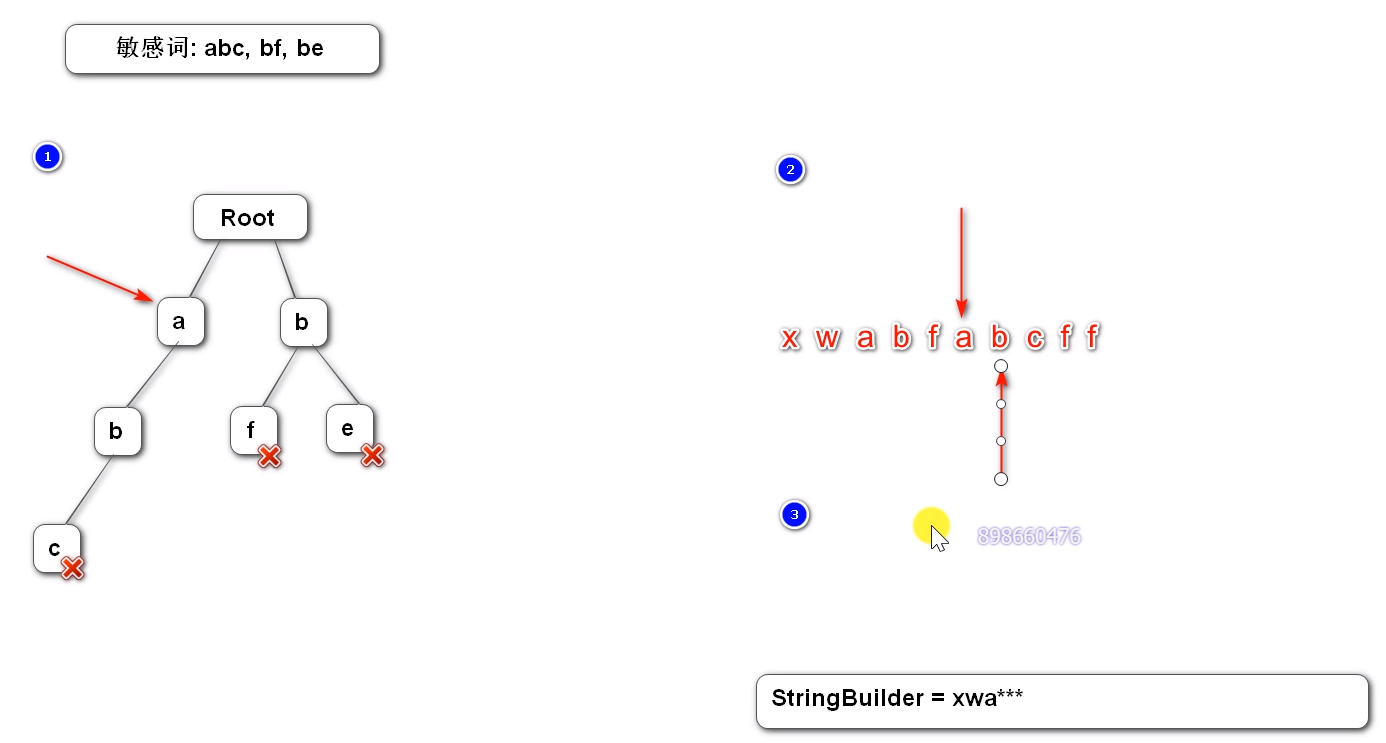 敏感词: abc, bf, be
1
Root
a
b
b
f
e
c
2
x w a b f a b c f f
3
898660476
StringBuilder = xwa***